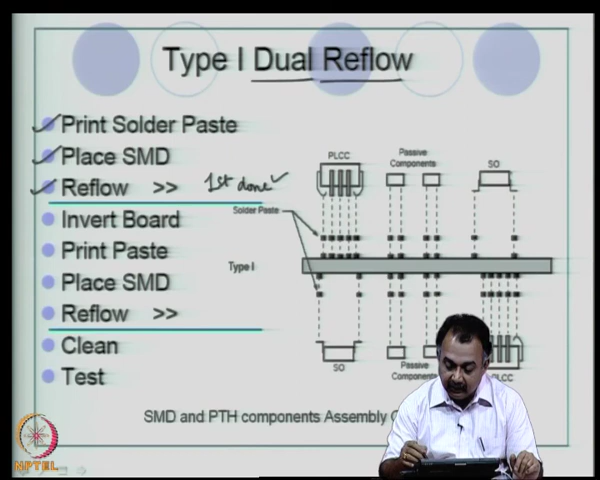 Type I Dual Reflow
Print Solder Paste
Place SMD
Reflow >> 1st done
Invert Board
Print Paste
Place SMD
Reflow >>
Clean
Test
PLCC
Passive
Components
SO
Solder Paste
Type I
SO
Passive
Components
SMD and PTH components Assembly
NPTEL